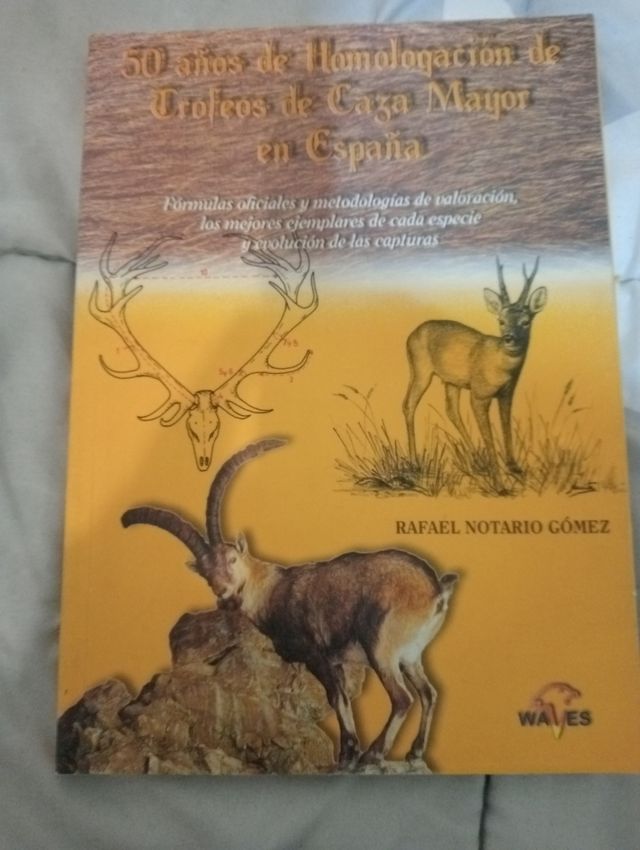 50 años de Homologación de
Trofeos de Caza Mayor
en España
Fórmulas oficiales y metodologías de valoración,
los mejores ejemplares de cada especie
y evolución de las capturas
RAFAEL NOTARIO GÓMEZ
WAVES